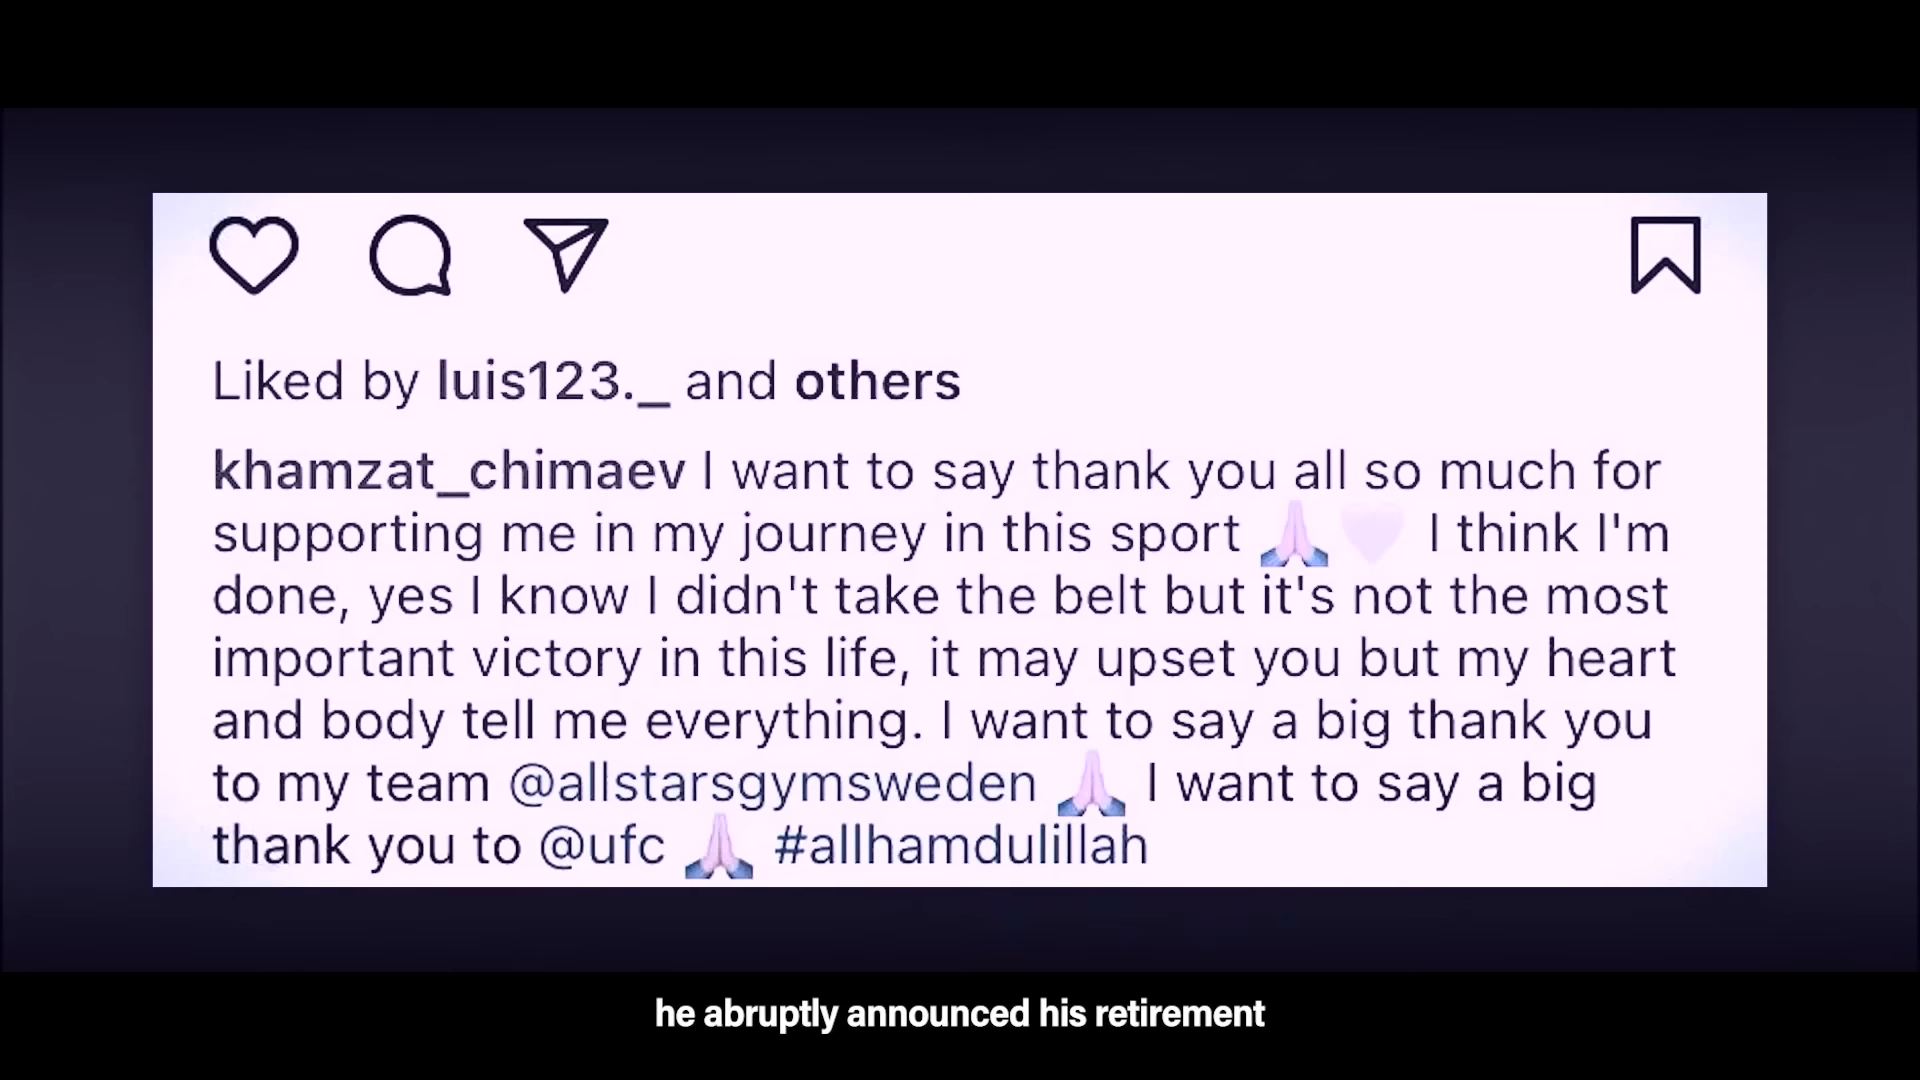 Liked by luis123._ and others
khamzat_chimaev I want to say thank you all so much for
supporting me in my journey in this sport 🙏🤍 I think I'm
done, yes I know I didn't take the belt but it's not the most
important victory in this life, it may upset you but my heart
and body tell me everything. I want to say a big thank you
to my team @allstarsgymsweden 🙏 I want to say a big
thank you to @ufc 🙏 #allhamdulillah
he abruptly announced his retirement